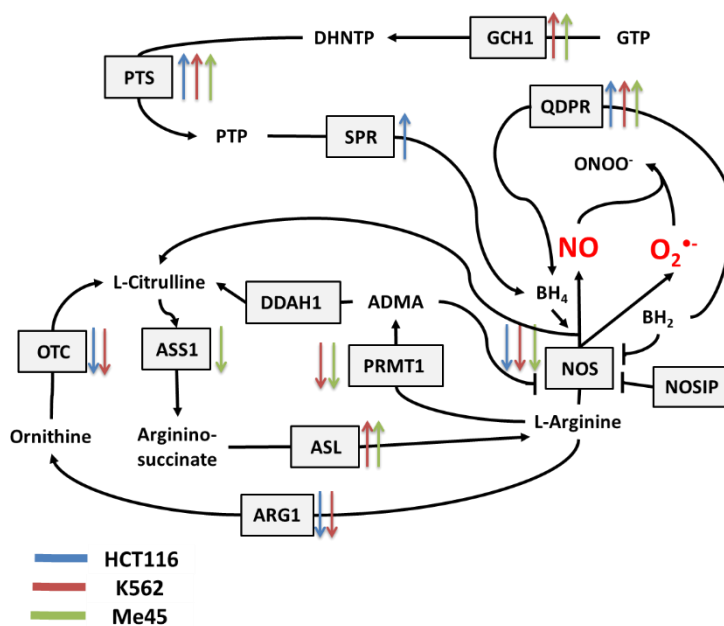 DHNTP
GCH1
GTP
PTS
QDPR
PTP
SPR
ONOO⁻
NO
O₂•⁻
L-Citrulline
DDAH1
ADMA
BH₄
BH₂
OTC
ASS1
PRMT1
NOS
NOSIP
Ornithine
Arginino-
succinate
ASL
L-Arginine
ARG1
HCT116
K562
Me45